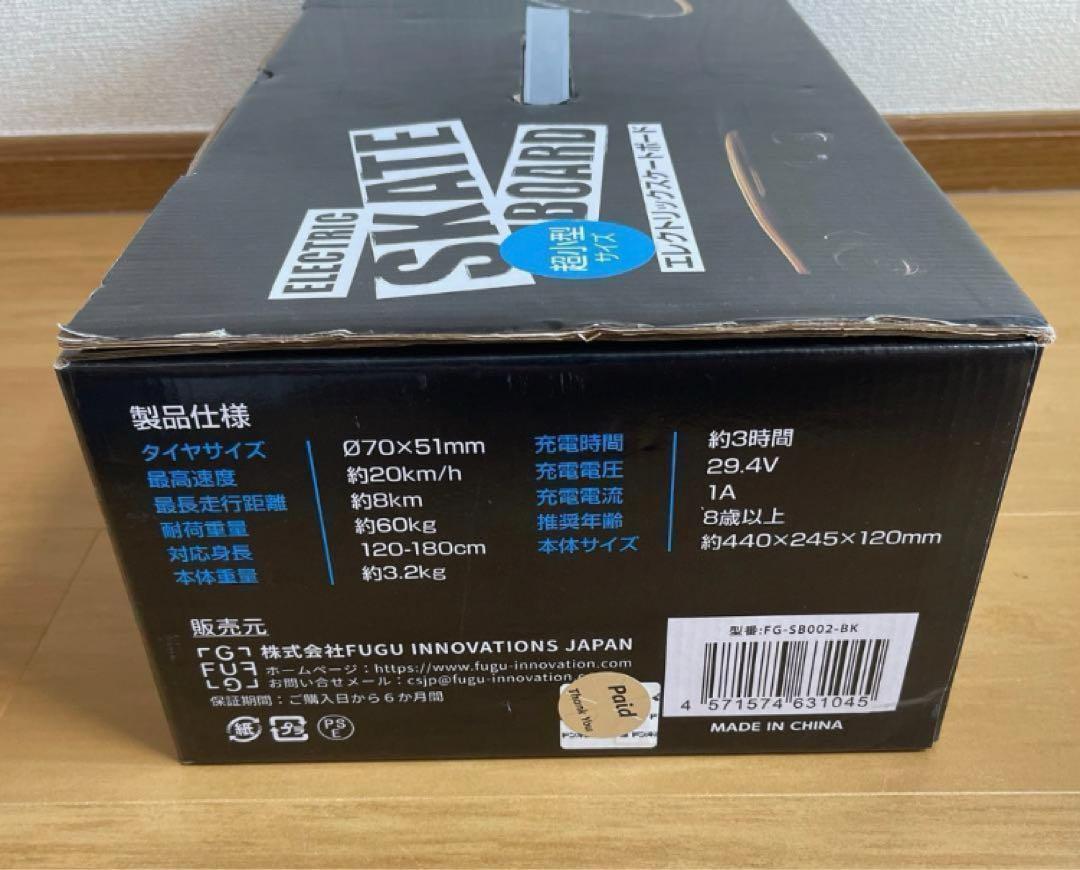 ELECTRIC
SKATE
BOARD
エレクトリックスケートボード
超小型
サイズ
製品仕様
タイヤサイズ Ø70×51mm
最高速度 約20km/h
最長走行距離 約8km
耐荷重量 約60kg
対応身長 120-180cm
本体重量 約3.2kg
充電時間 約3時間
充電電圧 29.4V
充電電流 1A
推奨年齢 8歳以上
本体サイズ 約440×245×120mm
販売元
FUGU
株式会社FUGU INNOVATIONS JAPAN
ホームページ:https://www.fugu-innovation.com
お問い合せメール:csjp@fugu-innovation.c
保証期間:ご購入日から6か月間
紙
プラ
PS
E
Paid
Thank You
型番:FG-SB002-BK
4 571574 631045
MADE IN CHINA